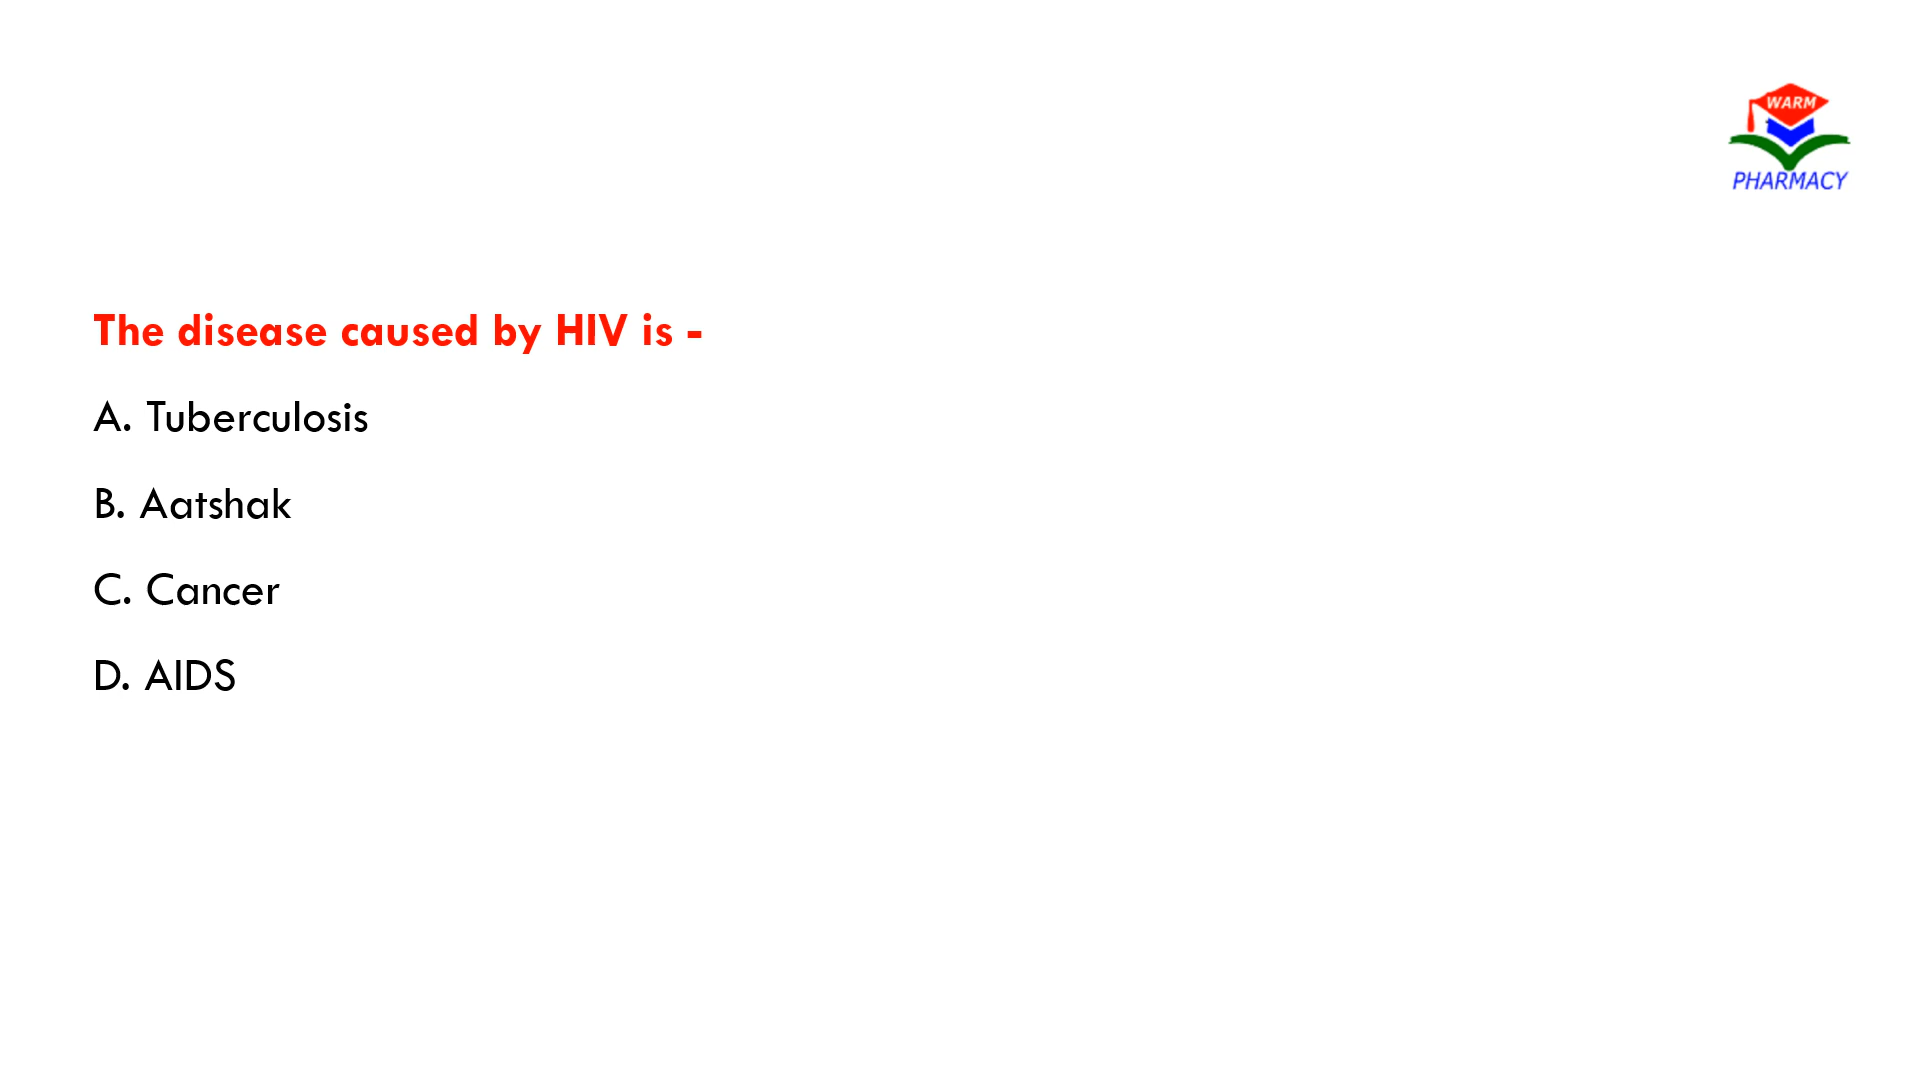 WARM
PHARMACY
The disease caused by HIV is -
A. Tuberculosis
B. Aatshak
C. Cancer
D. AIDS